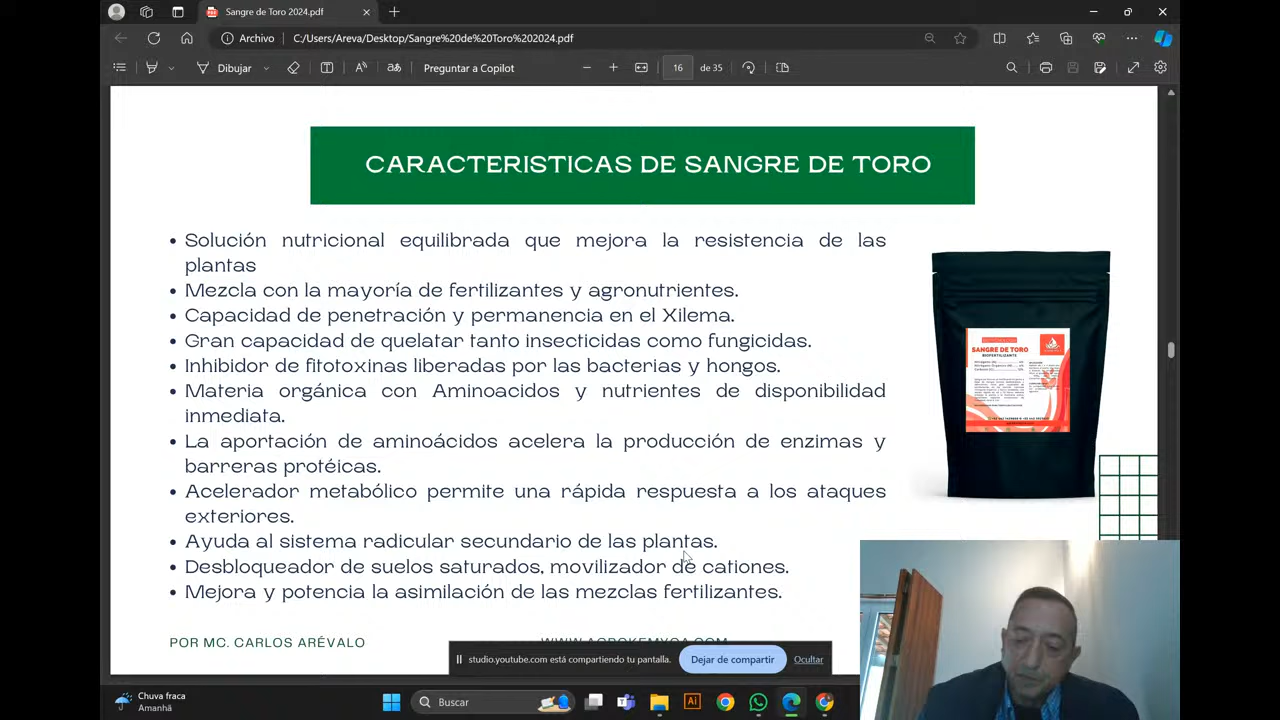 Sangre de Toro 2024.pdf
Archivo
C:/Users/Areva/Desktop/Sangre%20de%20Toro%202024.pdf
Dibujar
Preguntar a Copilot
16
de 35
CARACTERISTICAS DE SANGRE DE TORO
• Solución nutricional equilibrada que mejora la resistencia de las
plantas
• Mezcla con la mayoría de fertilizantes y agronutrientes.
• Capacidad de penetración y permanencia en el Xilema.
• Gran capacidad de quelatar tanto insecticidas como fungicidas.
• Inhibidor de toxinas liberadas por las bacterias y hongos.
• Materia orgánica con Aminoacidos y nutrientes de disponibilidad
inmediata.
• La aportación de aminoácidos acelera la producción de enzimas y
barreras protéicas.
• Acelerador metabólico permite una rápida respuesta a los ataques
exteriores.
• Ayuda al sistema radicular secundario de las plantas.
• Desbloqueador de suelos saturados, movilizador de cationes.
• Mejora y potencia la asimilación de las mezclas fertilizantes.
SANGRE DE TORO
BIOFERTILIZANTE
POR MC. CARLOS ARÉVALO
WWW.AGROKEMYCA.COM
studio.youtube.com está compartiendo tu pantalla.
Dejar de compartir
Ocultar
Chuva fraca
Amanhã
Buscar